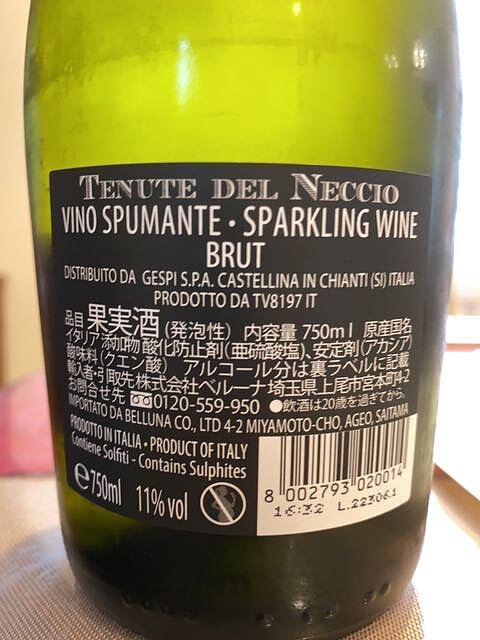 TENUTE DEL NECCIO
VINO SPUMANTE • SPARKLING WINE
BRUT
DISTRIBUITO DA GESPI S.P.A. CASTELLINA IN CHIANTI (SI) ITALIA
PRODOTTO DA TV8197 IT
品目 果実酒 (発泡性) 内容量 750ml 原産国名
イタリア 添加物 酸化防止剤(亜硫酸塩)、安定剤(アカシア)
酸味料(クエン酸) アルコール分は裏ラベルに記載
輸入者・引取先 株式会社ベルーナ 埼玉県上尾市宮本町4-2
お問合せ先 0120-559-950 ●飲酒は20歳を過ぎてから。
IMPORTATO DA BELLUNA CO., LTD 4-2 MIYAMOTO-CHO, AGEO, SAITAMA
PRODOTTO IN ITALIA • PRODUCT OF ITALY
Contiene Solfiti - Contains Sulphites
e 750ml 11% vol
8 002793 020014
16:32 L.22306.1